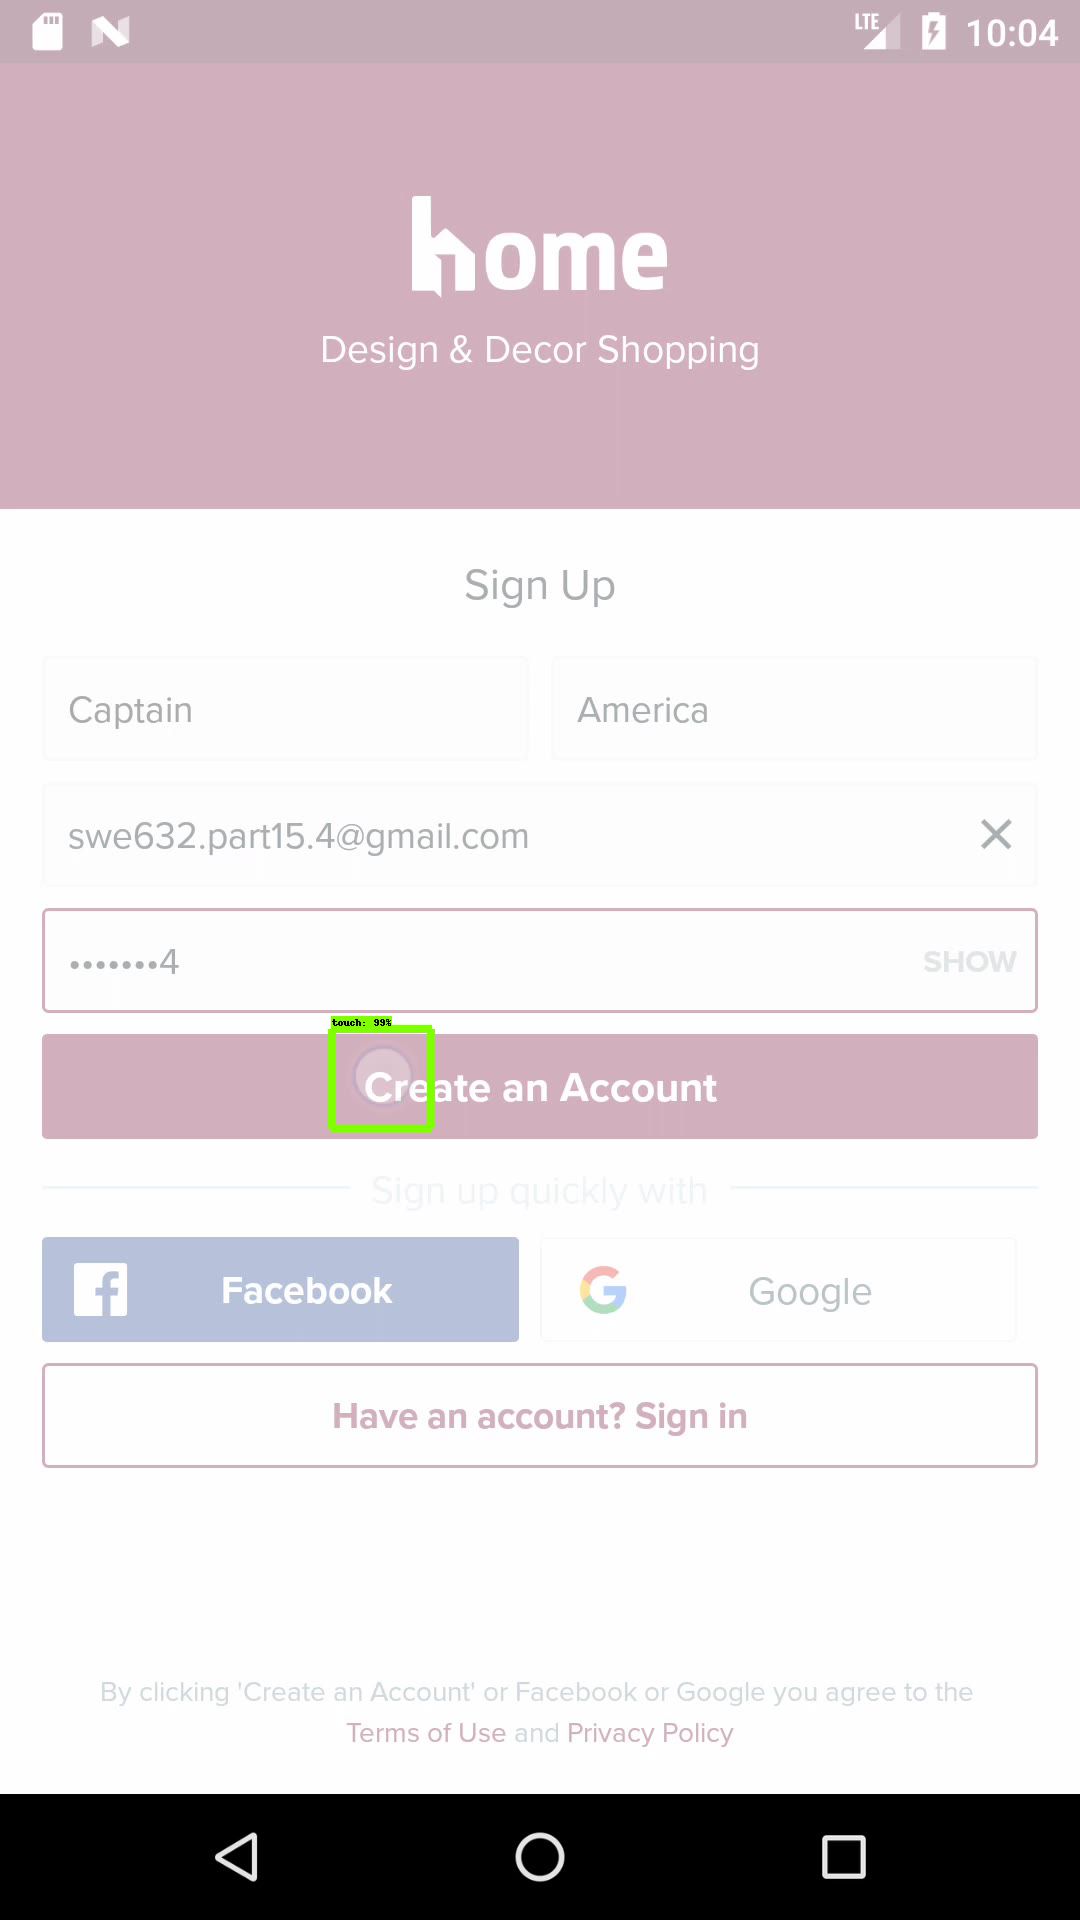 LTE 10:04
home
Design & Decor Shopping
Sign Up
Captain America
swe632.part15.4@gmail.com
•••••••4 SHOW
touch: 99%
Create an Account
Sign up quickly with
Facebook Google
Have an account? Sign in
By clicking 'Create an Account' or Facebook or Google you agree to the
Terms of Use and Privacy Policy